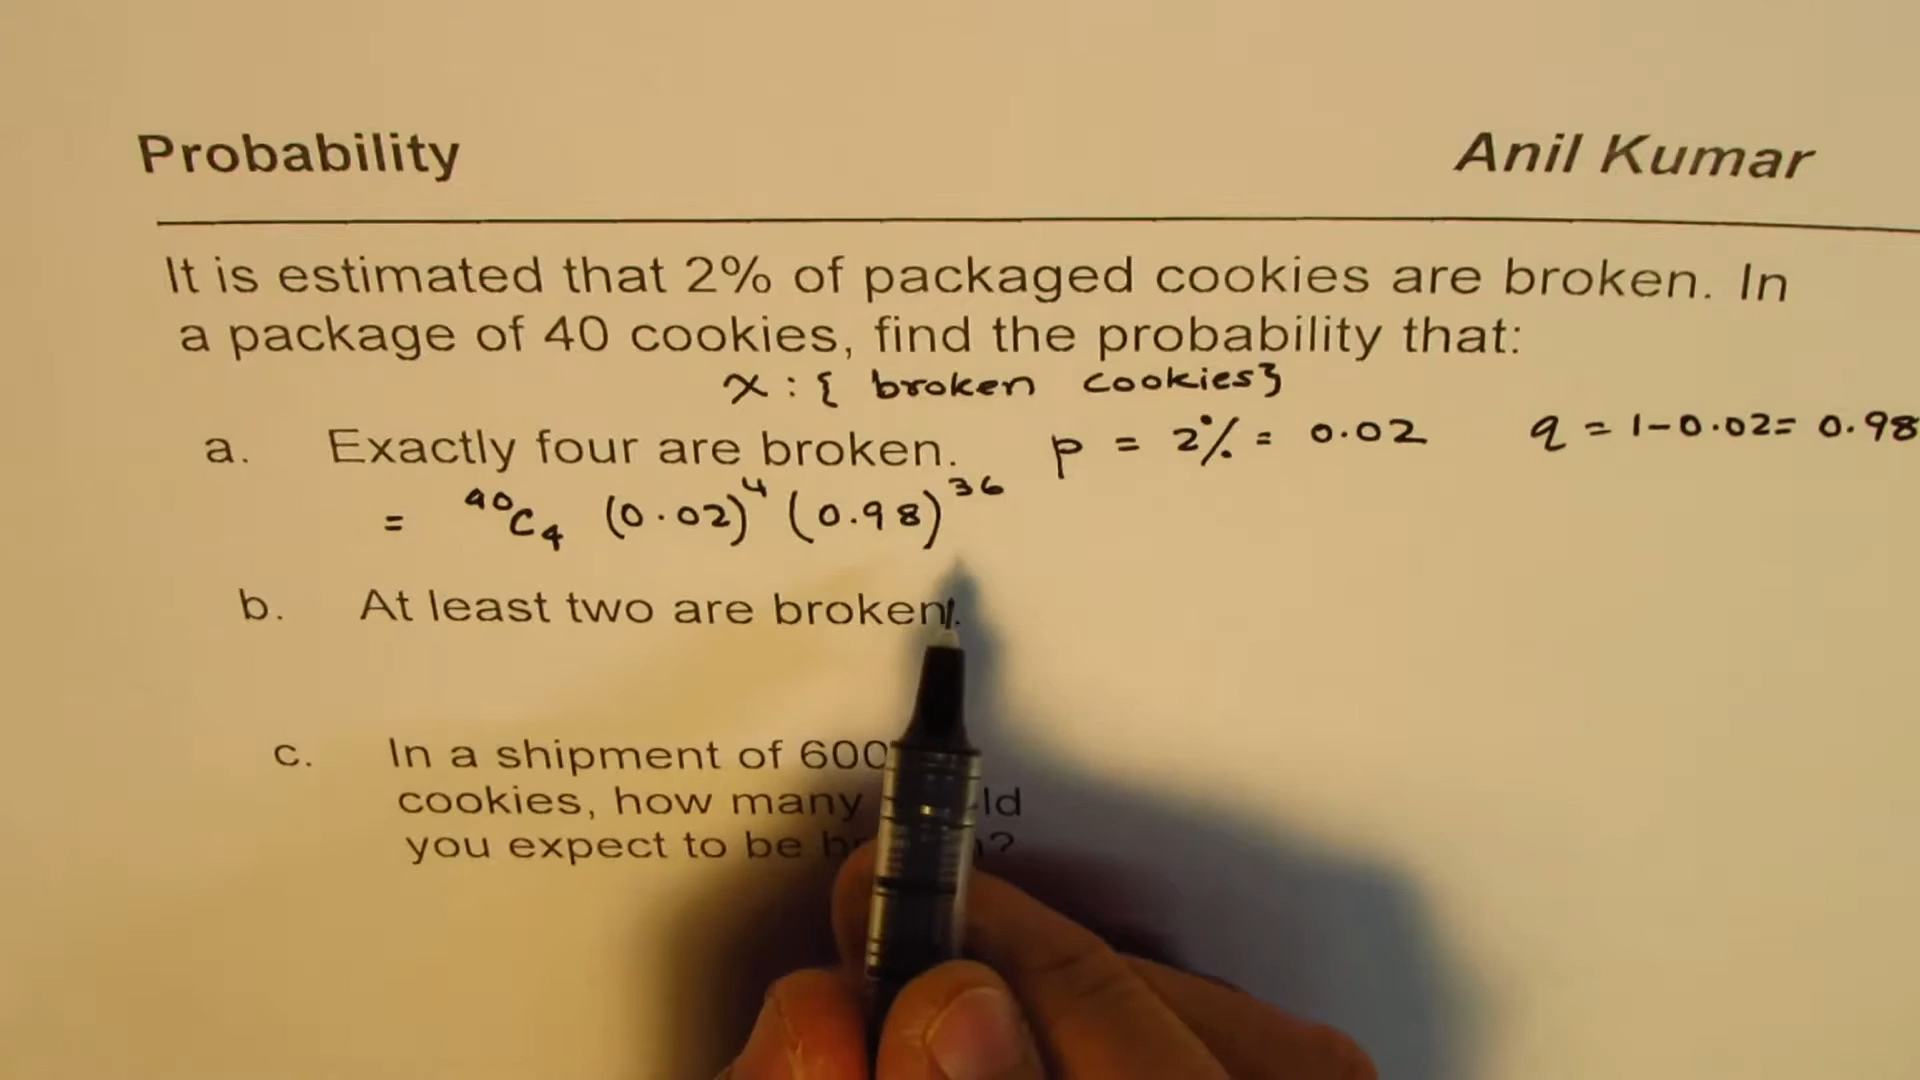 Probability
Anil Kumar
It is estimated that 2% of packaged cookies are broken. In
a package of 40 cookies, find the probability that:
x : { broken cookies}
a. Exactly four are broken. p = 2% = 0.02 q = 1-0.02= 0.98
= ⁴⁰C₄ (0.02)⁴ (0.98)³⁶
b. At least two are broken.
c. In a shipment of 600
cookies, how many
you expect to be